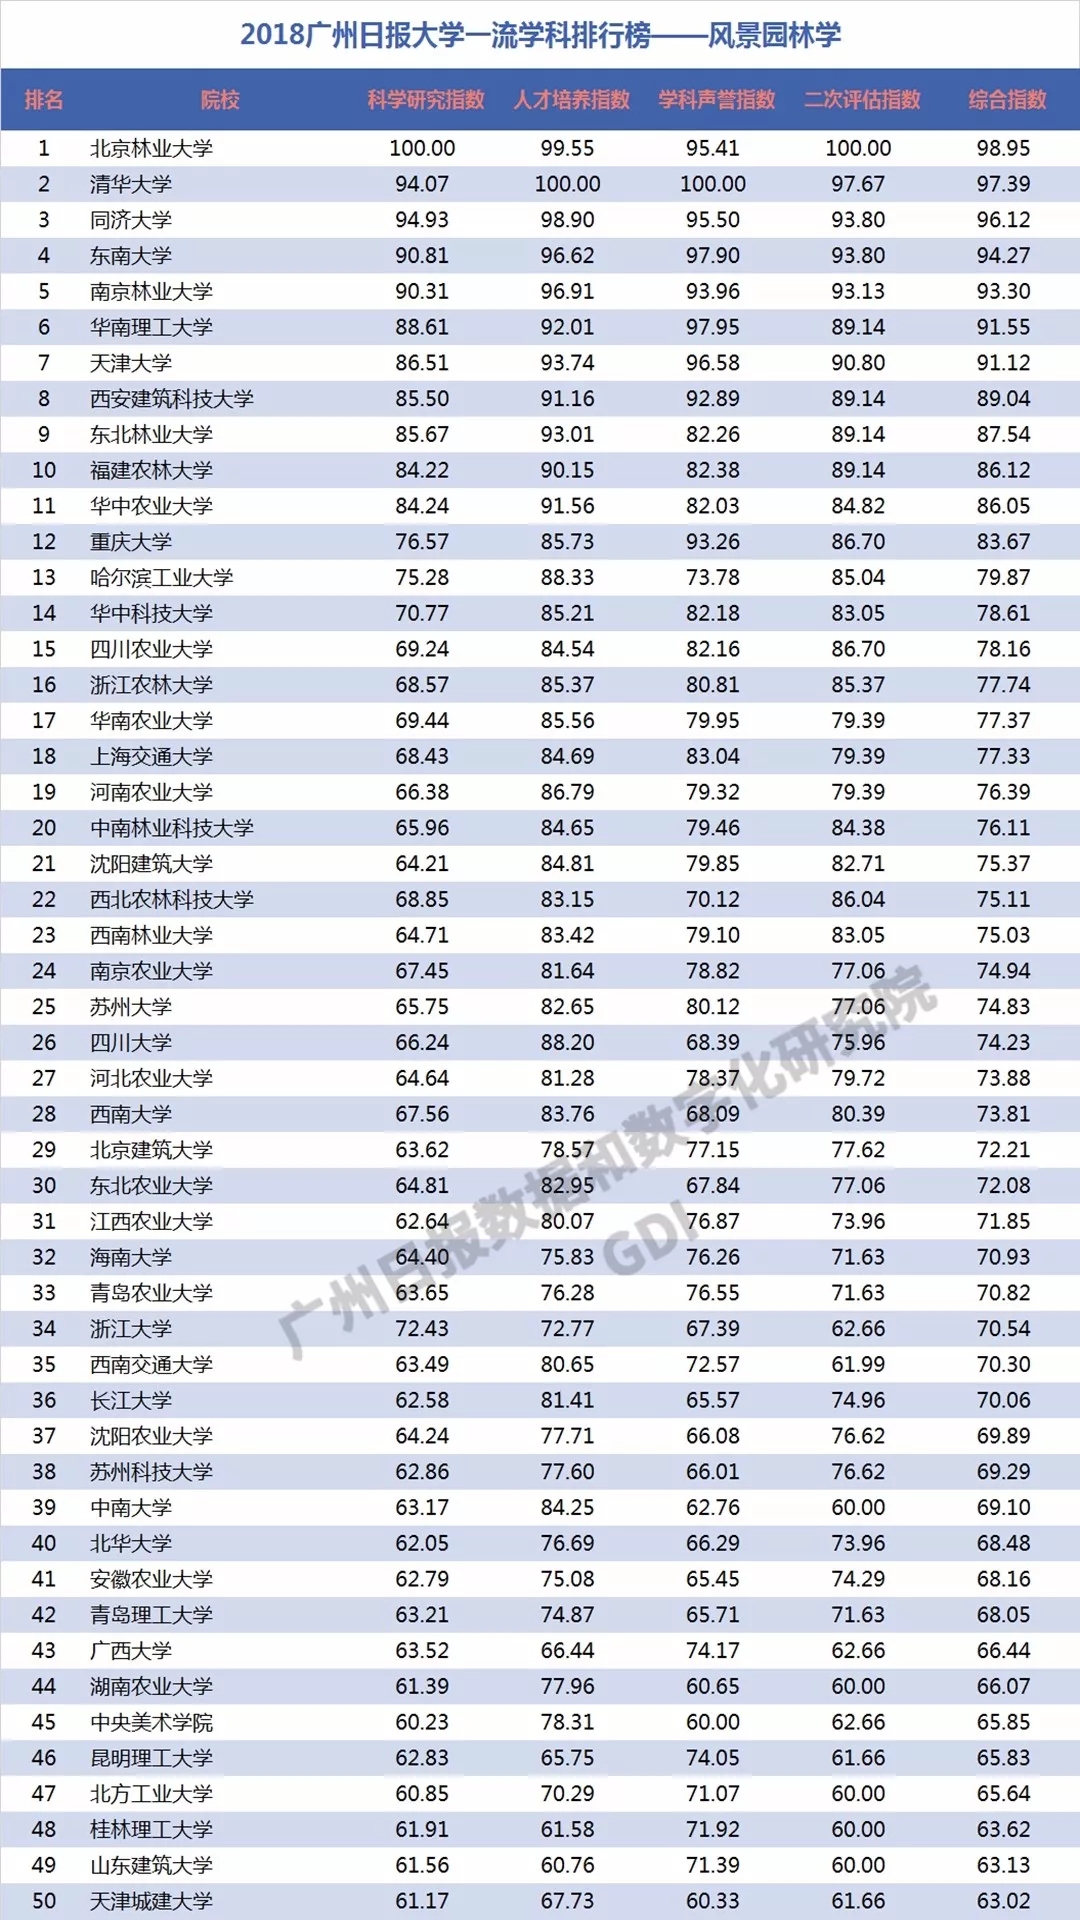 2018广州日报大学一流学科排行榜——风景园林学
排名 院校 科学研究指数 人才培养指数 学科声誉指数 二次评估指数 综合指数
1 北京林业大学 100.00 99.55 95.41 100.00 98.95
2 清华大学 94.07 100.00 100.00 97.67 97.39
3 同济大学 94.93 98.90 95.50 93.80 96.12
4 东南大学 90.81 96.62 97.90 93.80 94.27
5 南京林业大学 90.31 96.91 93.96 93.13 93.30
6 华南理工大学 88.61 92.01 97.95 89.14 91.55
7 天津大学 86.51 93.74 96.58 90.80 91.12
8 西安建筑科技大学 85.50 91.16 92.89 89.14 89.04
9 东北林业大学 85.67 93.01 82.26 89.14 87.54
10 福建农林大学 84.22 90.15 82.38 89.14 86.12
11 华中农业大学 84.24 91.56 82.03 84.82 86.05
12 重庆大学 76.57 85.73 93.26 86.70 83.67
13 哈尔滨工业大学 75.28 88.33 73.78 85.04 79.87
14 华中科技大学 70.77 85.21 82.18 83.05 78.61
15 四川农业大学 69.24 84.54 82.16 86.70 78.16
16 浙江农林大学 68.57 85.37 80.81 85.37 77.74
17 华南农业大学 69.44 85.56 79.95 79.39 77.37
18 上海交通大学 68.43 84.69 83.04 79.39 77.33
19 河南农业大学 66.38 86.79 79.32 79.39 76.39
20 中南林业科技大学 65.96 84.65 79.46 84.38 76.11
21 沈阳建筑大学 64.21 84.81 79.85 82.71 75.37
22 西北农林科技大学 68.85 83.15 70.12 86.04 75.11
23 西南林业大学 64.71 83.42 79.10 83.05 75.03
24 南京农业大学 67.45 81.64 78.82 77.06 74.94
25 苏州大学 65.75 82.65 80.12 77.06 74.83
26 四川大学 66.24 88.20 68.39 75.96 74.23
27 河北农业大学 64.64 81.28 78.37 79.72 73.88
28 西南大学 67.56 83.76 68.09 80.39 73.81
29 北京建筑大学 63.62 78.57 77.15 77.62 72.21
30 东北农业大学 64.81 82.95 67.84 77.06 72.08
31 江西农业大学 62.64 80.07 76.87 73.96 71.85
32 海南大学 64.40 75.83 76.26 71.63 70.93
33 青岛农业大学 63.65 76.28 76.55 71.63 70.82
34 浙江大学 72.43 72.77 67.39 62.66 70.54
35 西南交通大学 63.49 80.65 72.57 61.99 70.30
36 长江大学 62.58 81.41 65.57 74.96 70.06
37 沈阳农业大学 64.24 77.71 66.08 76.62 69.89
38 苏州科技大学 62.86 77.60 66.01 76.62 69.29
39 中南大学 63.17 84.25 62.76 60.00 69.10
40 北华大学 62.05 76.69 66.29 73.96 68.48
41 安徽农业大学 62.79 75.08 65.45 74.29 68.16
42 青岛理工大学 63.21 74.87 65.71 71.63 68.05
43 广西大学 63.52 66.44 74.17 62.66 66.44
44 湖南农业大学 61.39 77.96 60.65 60.00 66.07
45 中央美术学院 60.23 78.31 60.00 62.66 65.85
46 昆明理工大学 62.83 65.75 74.05 61.66 65.83
47 北方工业大学 60.85 70.29 71.07 60.00 65.64
48 桂林理工大学 61.91 61.58 71.92 60.00 63.62
49 山东建筑大学 61.56 60.76 71.39 60.00 63.13
50 天津城建大学 61.17 67.73 60.33 61.66 63.02
广州日报数据和数字化研究院
GDI